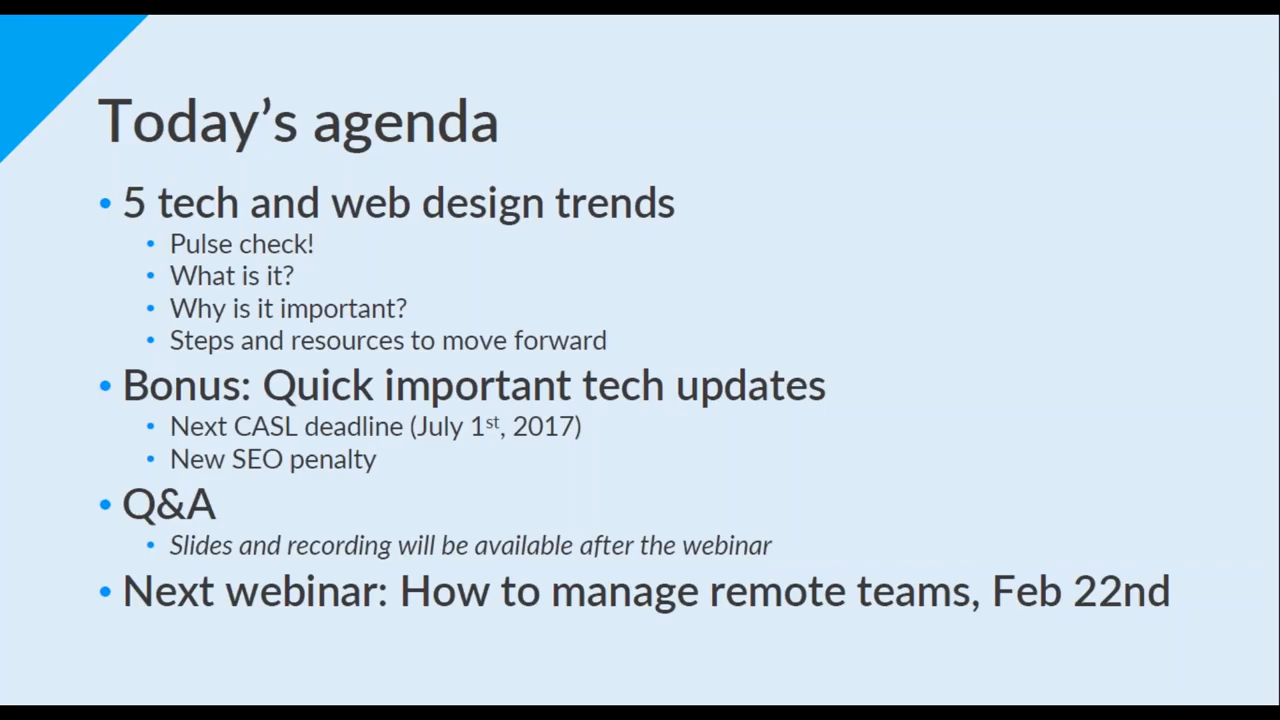 Today’s agenda
• 5 tech and web design trends
• Pulse check!
• What is it?
• Why is it important?
• Steps and resources to move forward
• Bonus: Quick important tech updates
• Next CASL deadline (July 1st, 2017)
• New SEO penalty
• Q&A
• Slides and recording will be available after the webinar
• Next webinar: How to manage remote teams, Feb 22nd